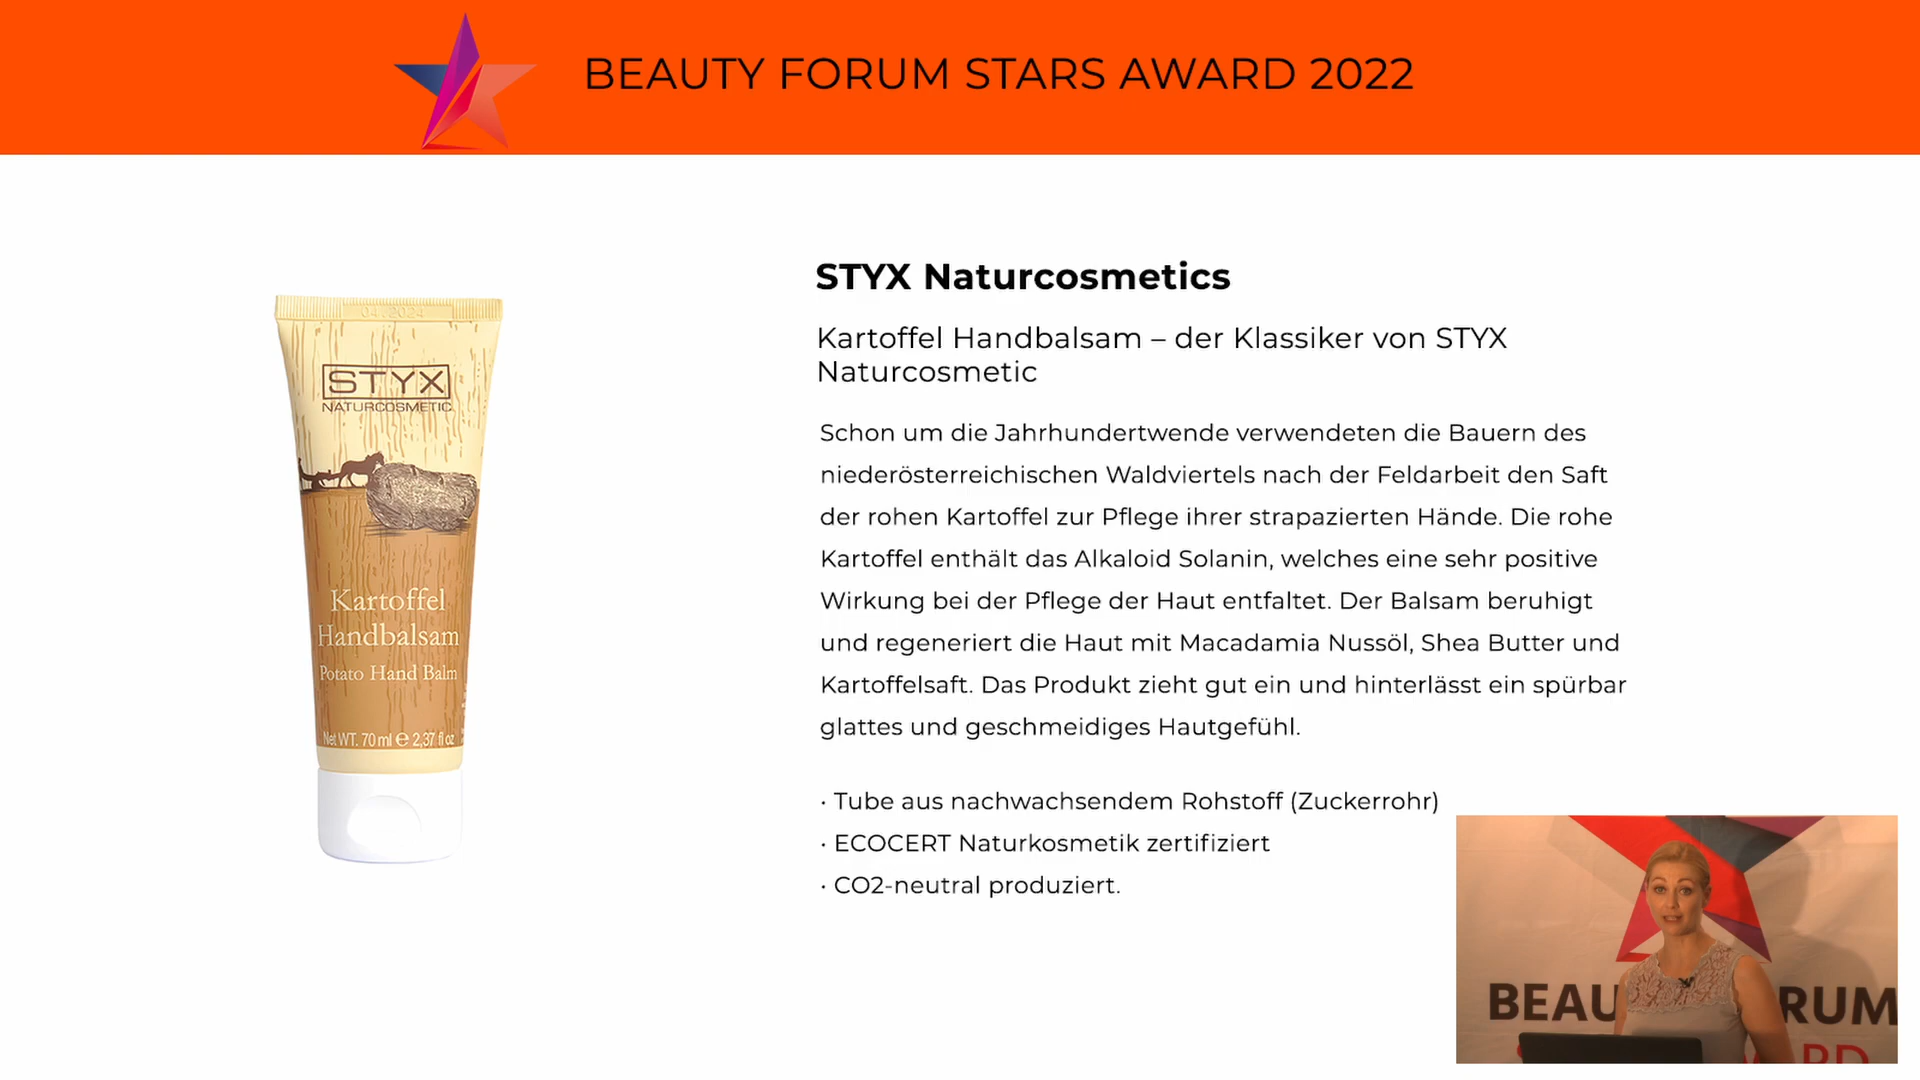 BEAUTY FORUM STARS AWARD 2022
STYX Naturcosmetics
Kartoffel Handbalsam – der Klassiker von STYX
Naturcosmetic
Schon um die Jahrhundertwende verwendeten die Bauern des
niederösterreichischen Waldviertels nach der Feldarbeit den Saft
der rohen Kartoffel zur Pflege ihrer strapazierten Hände. Die rohe
Kartoffel enthält das Alkaloid Solanin, welches eine sehr positive
Wirkung bei der Pflege der Haut entfaltet. Der Balsam beruhigt
und regeneriert die Haut mit Macadamia Nussöl, Shea Butter und
Kartoffelsaft. Das Produkt zieht gut ein und hinterlässt ein spürbar
glattes und geschmeidiges Hautgefühl.
· Tube aus nachwachsendem Rohstoff (Zuckerrohr)
· ECOCERT Naturkosmetik zertifiziert
· CO2-neutral produziert.
04.2024
STYX
NATURCOSMETIC
Kartoffel
Handbalsam
Potato Hand Balm
Net WT. 70 ml ℮ 2,37 fl oz
BEAU RUM